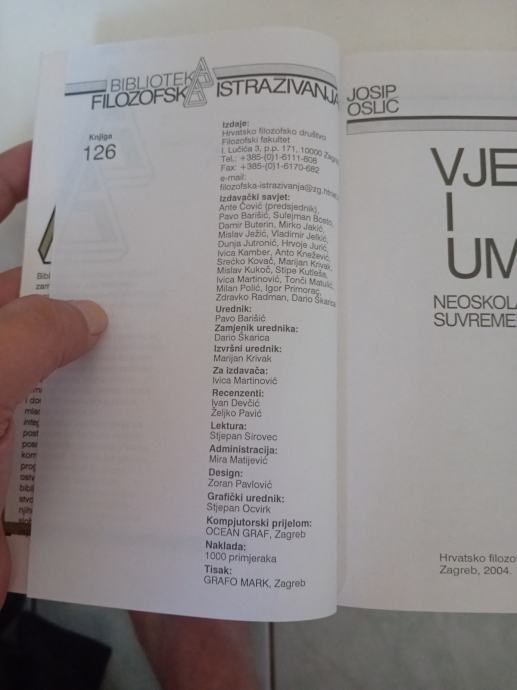 BIBLIOTEKA
FILOZOFSKA ISTRAŽIVANJA
Knjiga
126
Izdaje:
Hrvatsko filozofsko društvo
Filozofski fakultet
I. Lučića 3, p.p. 171, 10000 Zagreb
Tel.: +385-(0)1-6111-808
Fax: +385-(0)1-6170-682
e-mail:
filozofska-istrazivanja@zg.htnet
Izdavački savjet:
Ante Čović (predsjednik),
Pavo Barišić, Sulejman Bosto,
Damir Buterin, Mirko Jakić,
Mislav Ježić, Vladimir Jelkić,
Dunja Jutronić, Hrvoje Jurić,
Ivica Kamber, Anto Knežević,
Srećko Kovač, Marijan Krivak,
Mislav Kukoč, Stipe Kutleša,
Ivica Martinović, Tonči Matulić,
Milan Polić, Igor Primorac,
Zdravko Radman, Dario Škarica
Urednik:
Pavo Barišić
Zamjenik urednika:
Dario Škarica
Izvršni urednik:
Marijan Krivak
Za izdavača:
Ivica Martinović
Recenzenti:
Ivan Devčić
Željko Pavić
Lektura:
Stjepan Sirovec
Administracija:
Mira Matijević
Design:
Zoran Pavlović
Grafički urednik:
Stjepan Ocvirk
Kompjutorski prijelom:
OCEAN GRAF, Zagreb
Naklada:
1000 primjeraka
Tisak:
GRAFO MARK, Zagreb
JOSIP
OSLIĆ
VJE
I
UM
NEOSKOLA
SUVREME
Hrvatsko filozo
Zagreb, 2004.